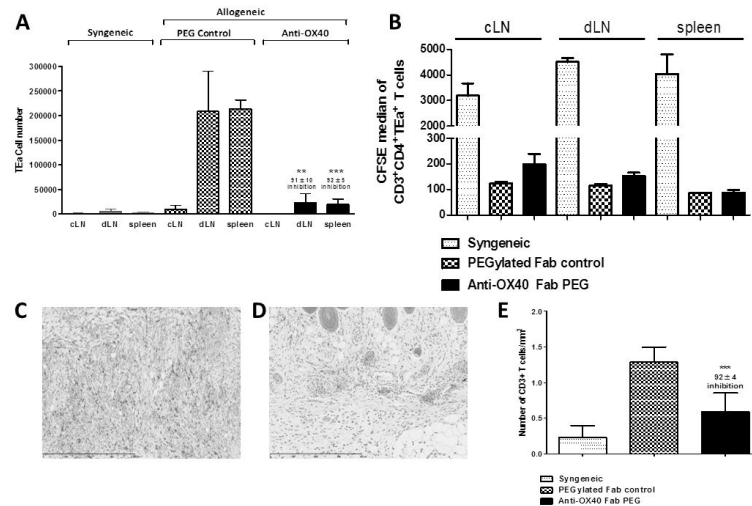 A
Allogeneic
Syngeneic PEG Control Anti-OX40
TEa Cell number
300000
250000
200000
150000
100000
50000
0
** ***
91±10 92±5
inhibition inhibition
cLN dLN spleen cLN dLN spleen cLN dLN spleen
B
cLN dLN spleen
CFSE median of
CD3+CD4+TEa+ T cells
5000
4000
3000
2000
100
200
100
0
Syngeneic
PEGylated Fab control
Anti-OX40 Fab PEG
C
D
E
Number of CD3+ T cells/mm²
2.0
1.5
1.0
0.5
0.0
***
92±4
inhibition
Syngeneic
PEGylated Fab control
Anti-OX40 Fab PEG